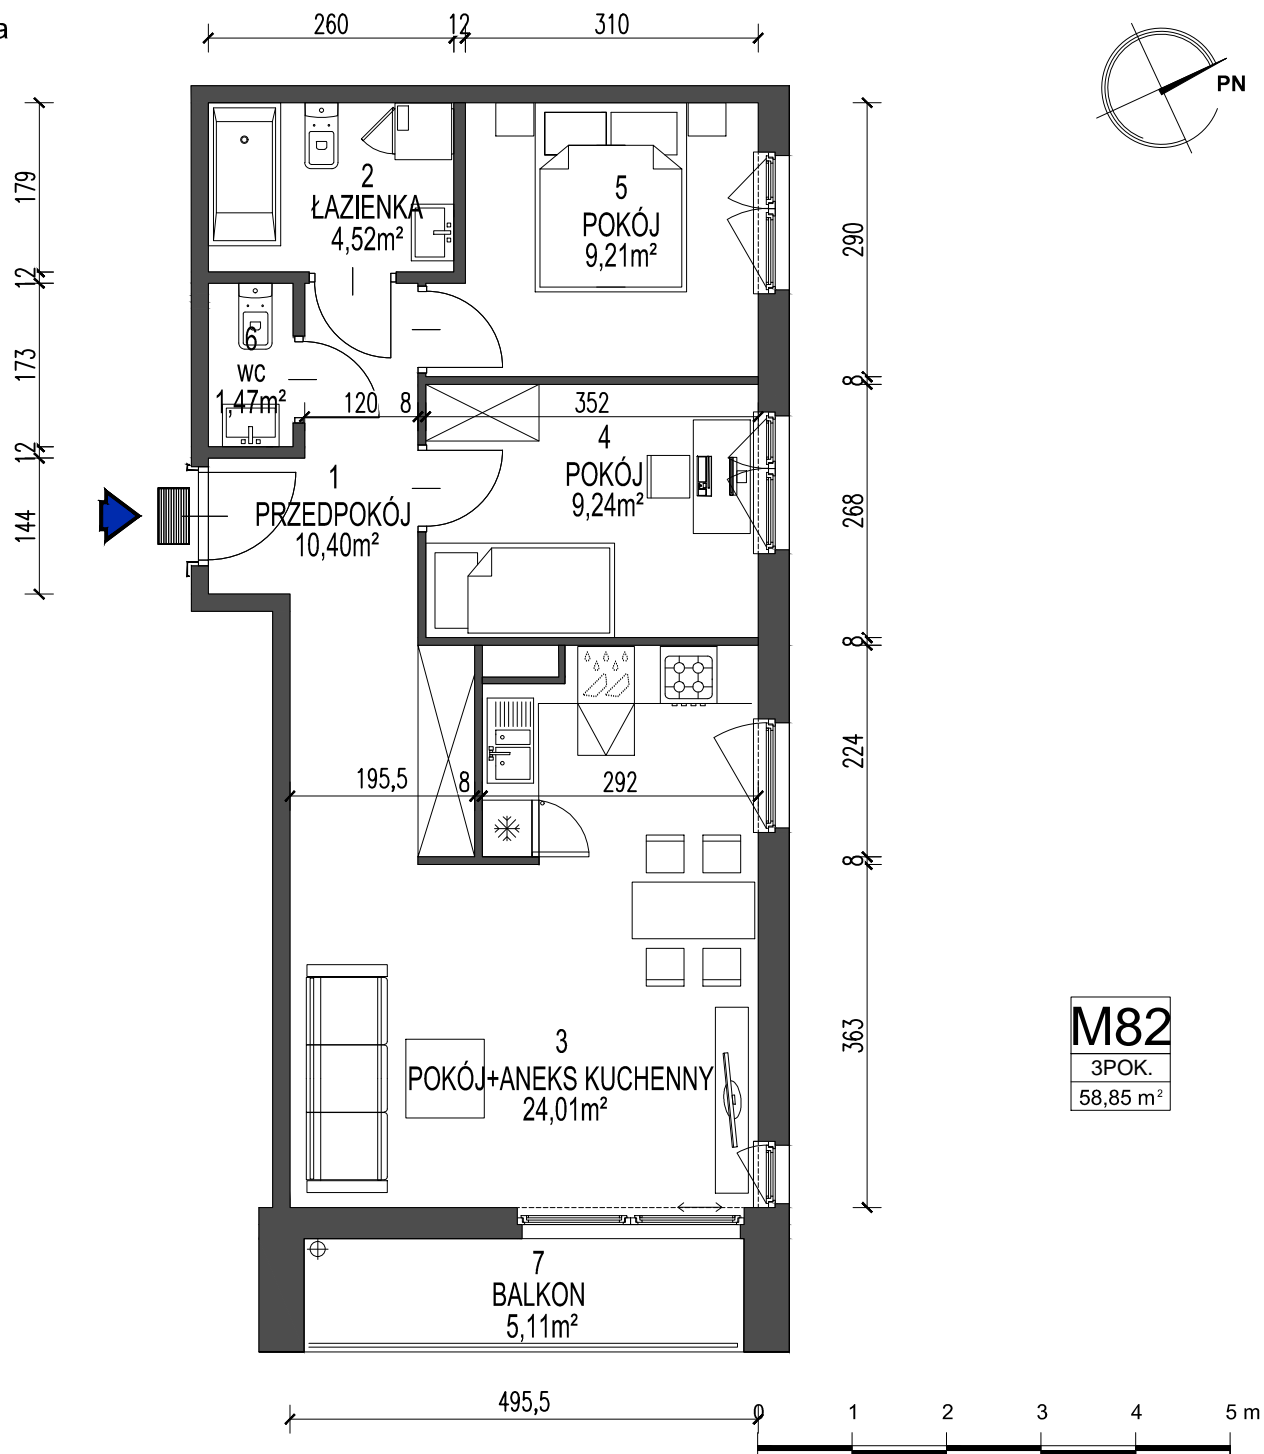 a
260
12
310
PN
179
12
173
12
144
2
ŁAZIENKA
4,52m²
5
POKÓJ
9,21m²
290
8
268
8
224
8
363
6
WC
1,47m²
120
8
352
4
POKÓJ
9,24m²
1
PRZEDPOKÓJ
10,40m²
195,5
8
292
3
POKÓJ+ANEKS KUCHENNY
24,01m²
M82
3POK.
58,85 m²
7
BALKON
5,11m²
495,5
0 1 2 3 4 5 m